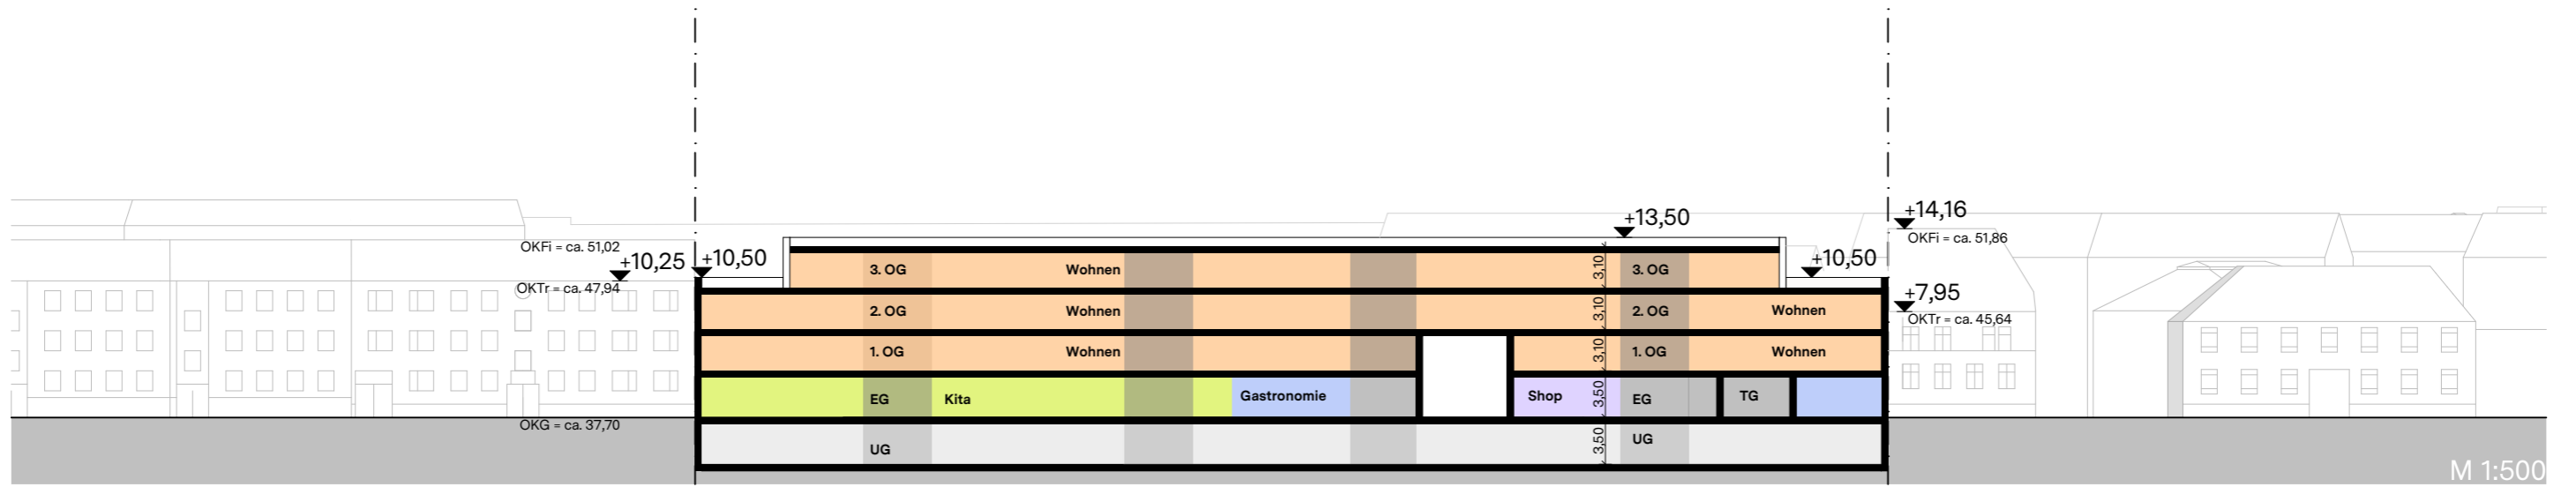 +14,16
+13,50
OKFi = ca. 51,86
OKFi = ca. 51,02
+10,25
+10,50
+10,50
3. OG
Wohnen
3,10
3. OG
OKTr = ca. 47,94
+7,95
2. OG
Wohnen
3,10
2. OG
Wohnen
OKTr = ca. 45,64
1. OG
Wohnen
3,10
1. OG
Wohnen
EG
Kita
Gastronomie
Shop
3,50
EG
TG
OKG = ca. 37,70
UG
3,50
UG
M 1:500